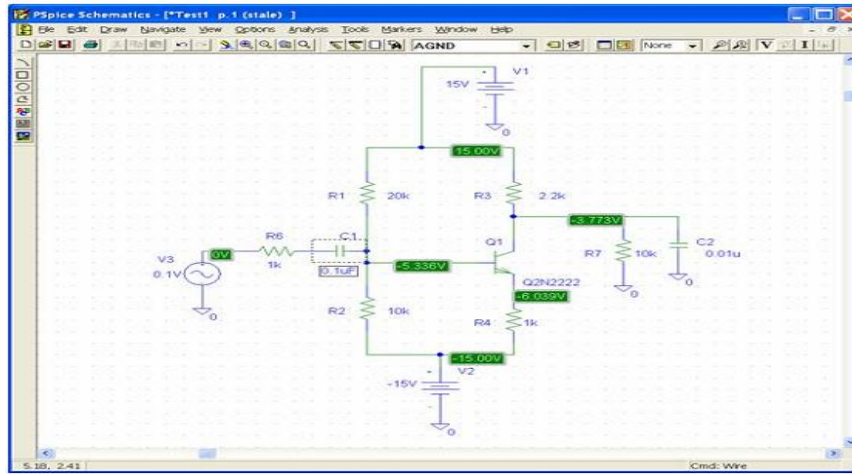 PSpice Schematics - [*Test1 p.1 (stale) ]
File Edit Draw Navigate View Options Analysis Tools Markers Window Help
AGND
None
V
I
V1
15V
0
15.00V
R1
20k
R3
2.2k
-3.773V
R6
C1
1k
0.1uF
V3
0V
0.1V
0
-5.336V
Q1
Q2N2222
R7
10k
C2
0.01u
0
0
-6.039V
R2
10k
R4
1k
-15.00V
V2
-15V
0
5.18, 2.41
Cmd: Wire